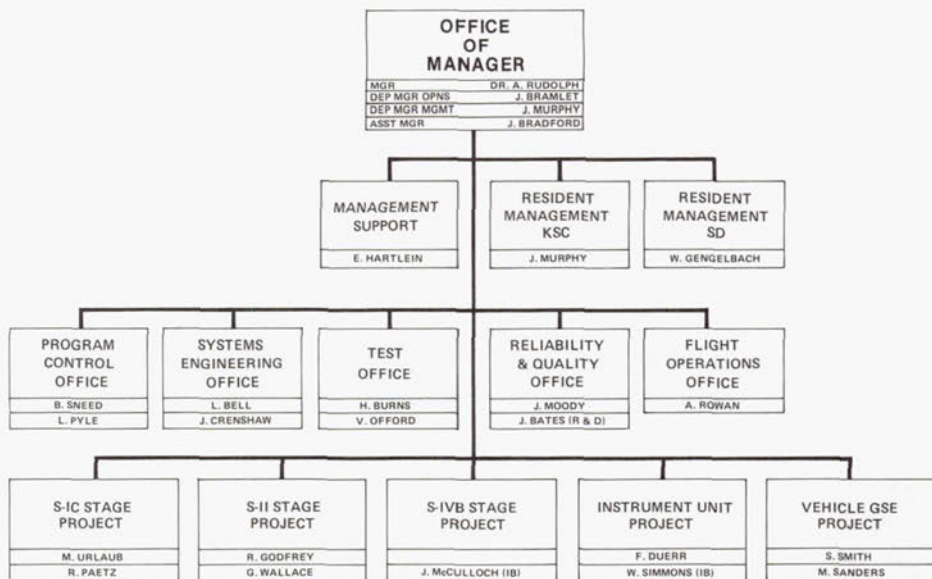 OFFICE
OF
MANAGER
MGR DR. A. RUDOLPH
DEP MGR OPNS J. BRAMLET
DEP MGR MGMT J. MURPHY
ASST MGR J. BRADFORD
MANAGEMENT
SUPPORT
E. HARTLEIN
RESIDENT
MANAGEMENT
KSC
J. MURPHY
RESIDENT
MANAGEMENT
SD
W. GENGELBACH
PROGRAM
CONTROL
OFFICE
B. SNEED
L. PYLE
SYSTEMS
ENGINEERING
OFFICE
L. BELL
J. CRENSHAW
TEST
OFFICE
H. BURNS
V. OFFORD
RELIABILITY
& QUALITY
OFFICE
J. MOODY
J. BATES (R & D)
FLIGHT
OPERATIONS
OFFICE
A. ROWAN
S-IC STAGE
PROJECT
M. URLAUB
R. PAETZ
S-II STAGE
PROJECT
R. GODFREY
G. WALLACE
S-IVB STAGE
PROJECT
J. McCULLOCH (IB)
INSTRUMENT UNIT
PROJECT
F. DUERR
W. SIMMONS (IB)
VEHICLE GSE
PROJECT
S. SMITH
M. SANDERS